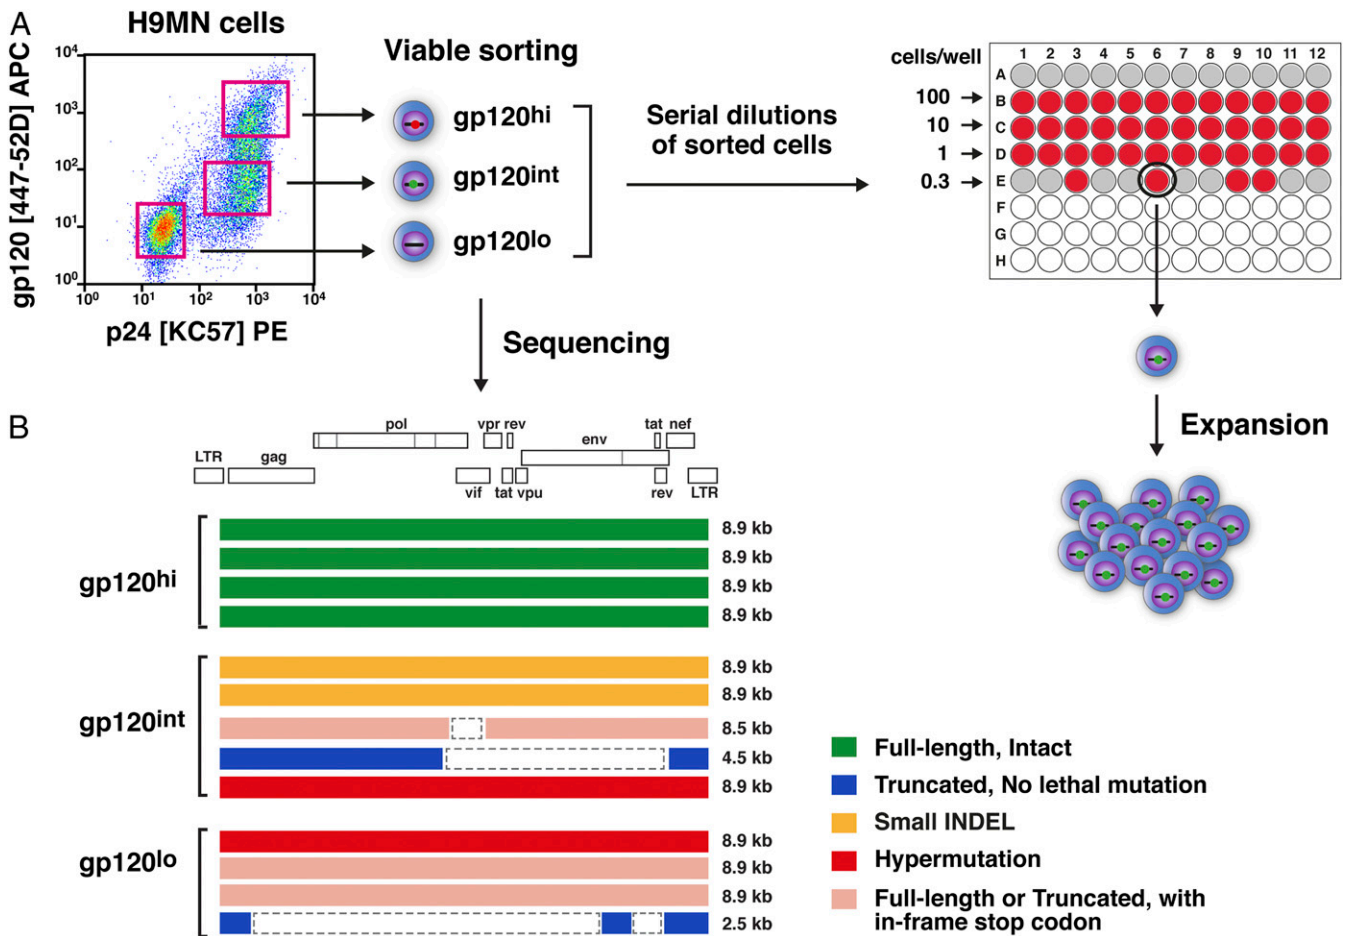 A
H9MN cells
gp120 [447-52D] APC
10⁴
10³
10²
10¹
10⁰
10⁰ 10¹ 10² 10³ 10⁴
p24 [KC57] PE
Viable sorting
gp120hi
gp120int
gp120lo
Serial dilutions
of sorted cells
cells/well
1 2 3 4 5 6 7 8 9 10 11 12
A
100 B
10 C
1 D
0.3 E
F
G
H
Sequencing
Expansion
B
pol vpr rev tat nef
env
LTR gag
vif tat vpu rev LTR
gp120hi
8.9 kb
8.9 kb
8.9 kb
8.9 kb
gp120int
8.9 kb
8.9 kb
8.5 kb
4.5 kb
8.9 kb
gp120lo
8.9 kb
8.9 kb
8.9 kb
2.5 kb
Full-length, Intact
Truncated, No lethal mutation
Small INDEL
Hypermutation
Full-length or Truncated, with
in-frame stop codon